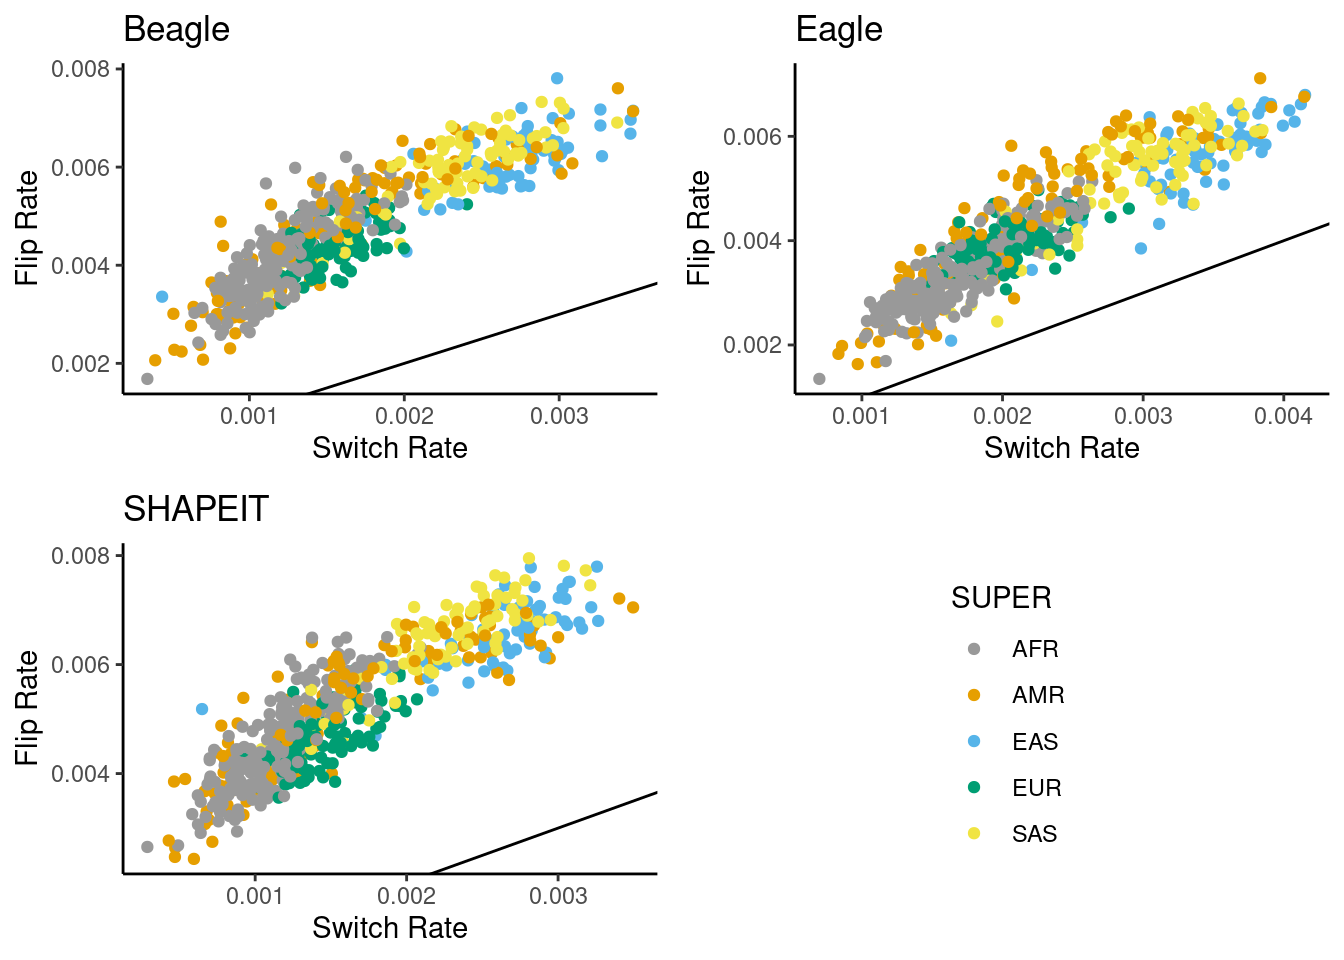 Beagle
0.008
0.006
0.004
0.002
Flip Rate
0.001 0.002 0.003
Switch Rate
Eagle
0.006
0.004
0.002
Flip Rate
0.001 0.002 0.003 0.004
Switch Rate
SHAPEIT
0.008
0.006
0.004
Flip Rate
0.001 0.002 0.003
Switch Rate
SUPER
AFR
AMR
EAS
EUR
SAS